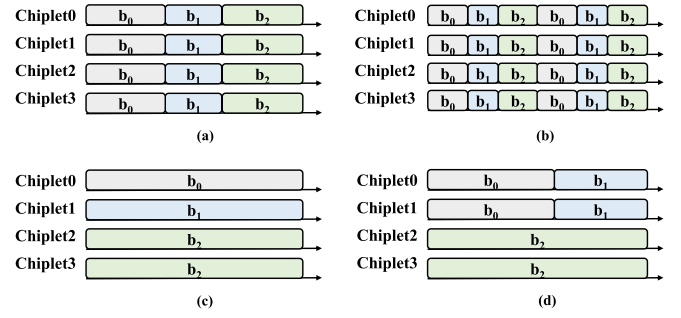 Chiplet0 b₀ b₁ b₂
Chiplet1 b₀ b₁ b₂
Chiplet2 b₀ b₁ b₂
Chiplet3 b₀ b₁ b₂
(a)
Chiplet0 b₀ b₁ b₂ b₀ b₁ b₂
Chiplet1 b₀ b₁ b₂ b₀ b₁ b₂
Chiplet2 b₀ b₁ b₂ b₀ b₁ b₂
Chiplet3 b₀ b₁ b₂ b₀ b₁ b₂
(b)
Chiplet0 b₀
Chiplet1 b₁
Chiplet2 b₂
Chiplet3 b₂
(c)
Chiplet0 b₀ b₁
Chiplet1 b₀ b₁
Chiplet2 b₂
Chiplet3 b₂
(d)